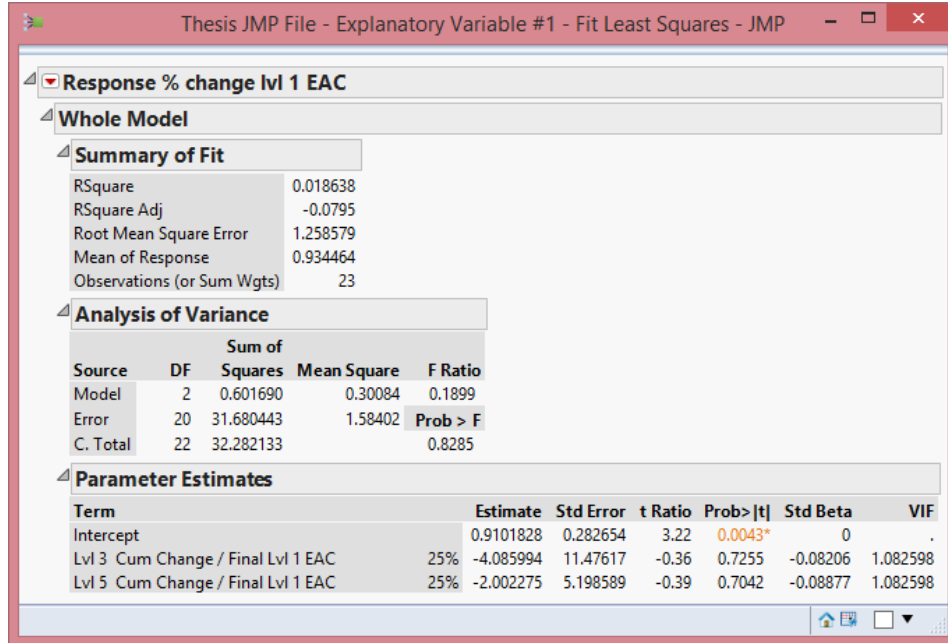 Thesis JMP File - Explanatory Variable #1 - Fit Least Squares - JMP
Response % change lvl 1 EAC
Whole Model
Summary of Fit
RSquare 0.018638
RSquare Adj -0.0795
Root Mean Square Error 1.258579
Mean of Response 0.934464
Observations (or Sum Wgts) 23
Analysis of Variance
Sum of
Source DF Squares Mean Square F Ratio
Model 2 0.601690 0.30084 0.1899
Error 20 31.680443 1.58402 Prob > F
C. Total 22 32.282133 0.8285
Parameter Estimates
Term Estimate Std Error t Ratio Prob>|t| Std Beta VIF
Intercept 0.9101828 0.282654 3.22 0.0043* 0 .
Lvl 3 Cum Change / Final Lvl 1 EAC 25% -4.085994 11.47617 -0.36 0.7255 -0.08206 1.082598
Lvl 5 Cum Change / Final Lvl 1 EAC 25% -2.002275 5.198589 -0.39 0.7042 -0.08877 1.082598